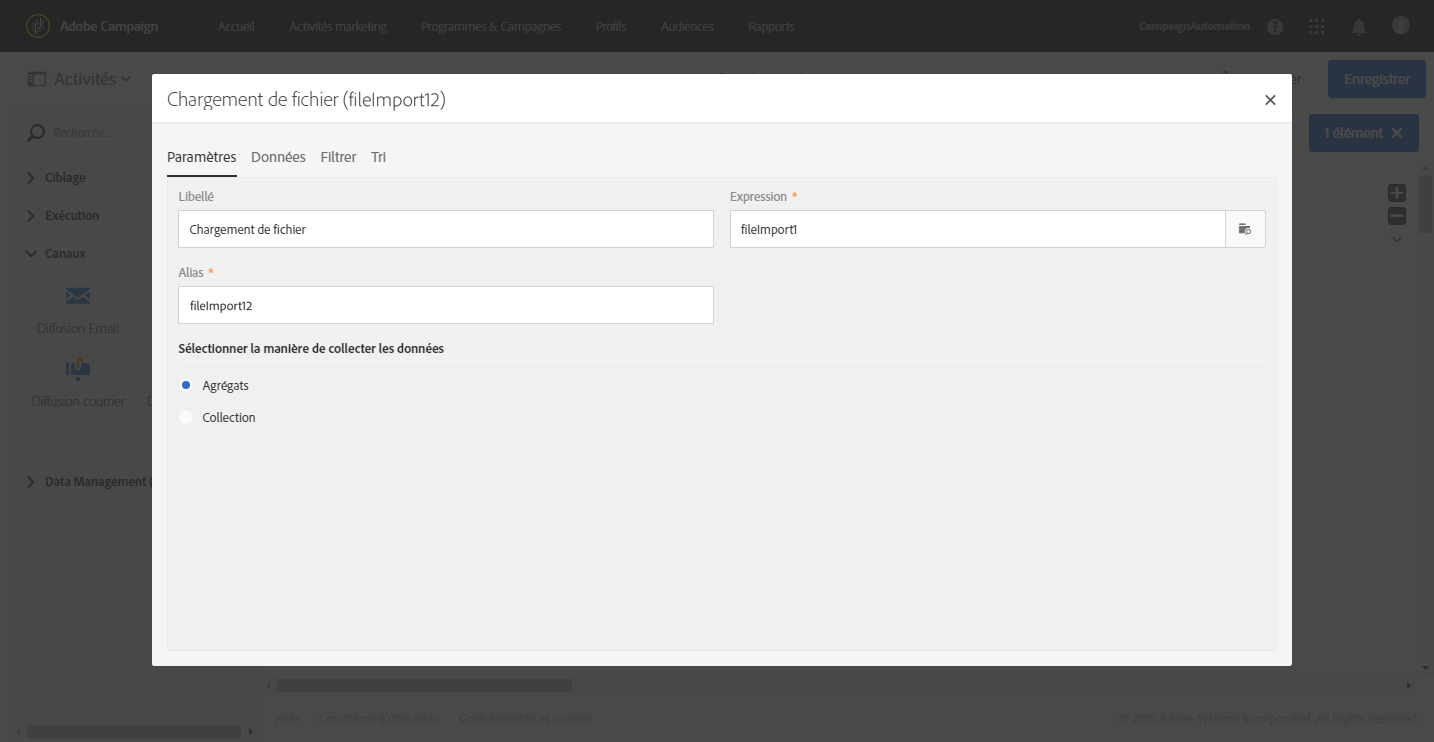 Adobe Campaign
Accueil
Activités marketing
Programmes & Campagnes
Profils
Audiences
Rapports
CampaignAutomation
Activités
Enregistrer
Chargement de fichier (fileImport12)
Recherche...
1 élément
Paramètres
Données
Filtrer
Tri
Ciblage
Libellé
Expression *
Exécution
Chargement de fichier
fileImport1
Canaux
Alias *
fileImport12
Diffusion Email
Sélectionner la manière de collecter les données
Agrégats
Diffusion courrier
Collection
Data Management
Aide
Conditions d'utilisation
Confidentialité et cookies
© 2018 Adobe Systems Incorporated. All Rights Reserved.